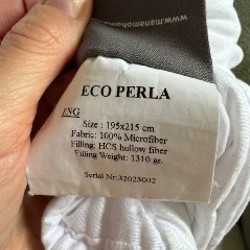 www.mamanohome
ECO PERLA
ENG
Size : 195x215 cm
Fabric: 100% Microfiber
Filling: HCS hollow fiber
Filling Weight: 1310 gr.
Serial Nr:X2023002